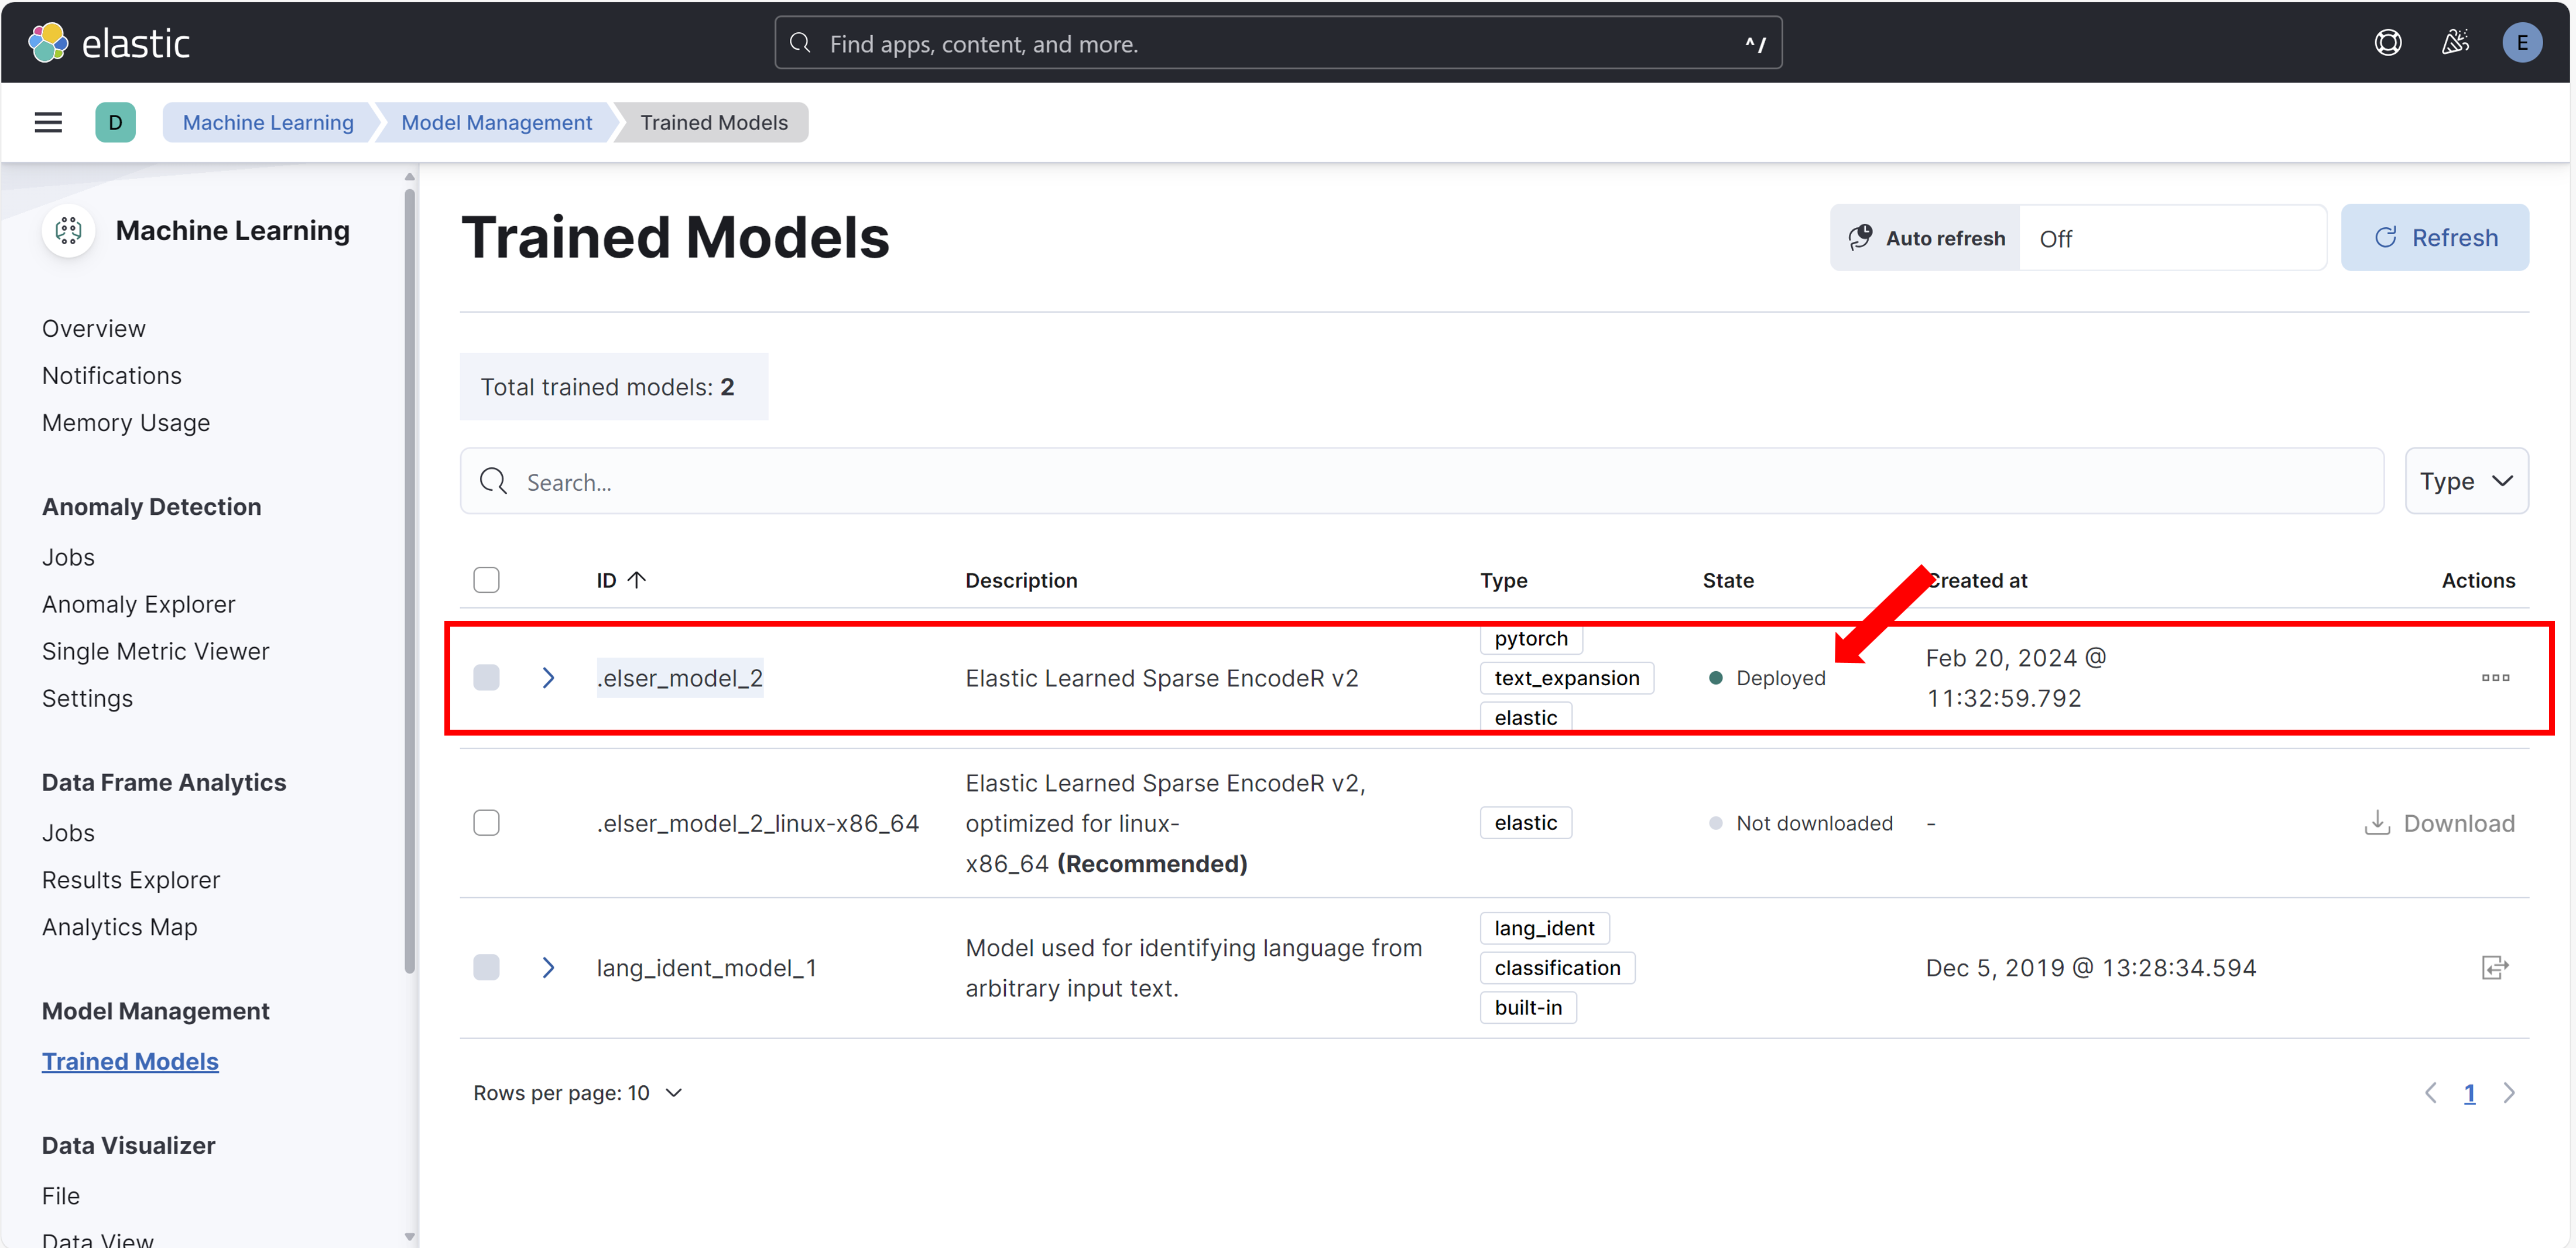 elastic
Find apps, content, and more.
^/
E
D
Machine Learning
Model Management
Trained Models
Machine Learning
Overview
Notifications
Memory Usage
Anomaly Detection
Jobs
Anomaly Explorer
Single Metric Viewer
Settings
Data Frame Analytics
Jobs
Results Explorer
Analytics Map
Model Management
Trained Models
Data Visualizer
File
Data View
Trained Models
Auto refresh
Off
Refresh
Total trained models: 2
Search...
Type
ID
Description
Type
State
Created at
Actions
.elser_model_2
Elastic Learned Sparse EncodeR v2
pytorch
text_expansion
elastic
Deployed
Feb 20, 2024 @
11:32:59.792
.elser_model_2_linux-x86_64
Elastic Learned Sparse EncodeR v2,
optimized for linux-
x86_64 (Recommended)
elastic
Not downloaded
-
Download
lang_ident_model_1
Model used for identifying language from
arbitrary input text.
lang_ident
classification
built-in
Dec 5, 2019 @ 13:28:34.594
Rows per page: 10
1